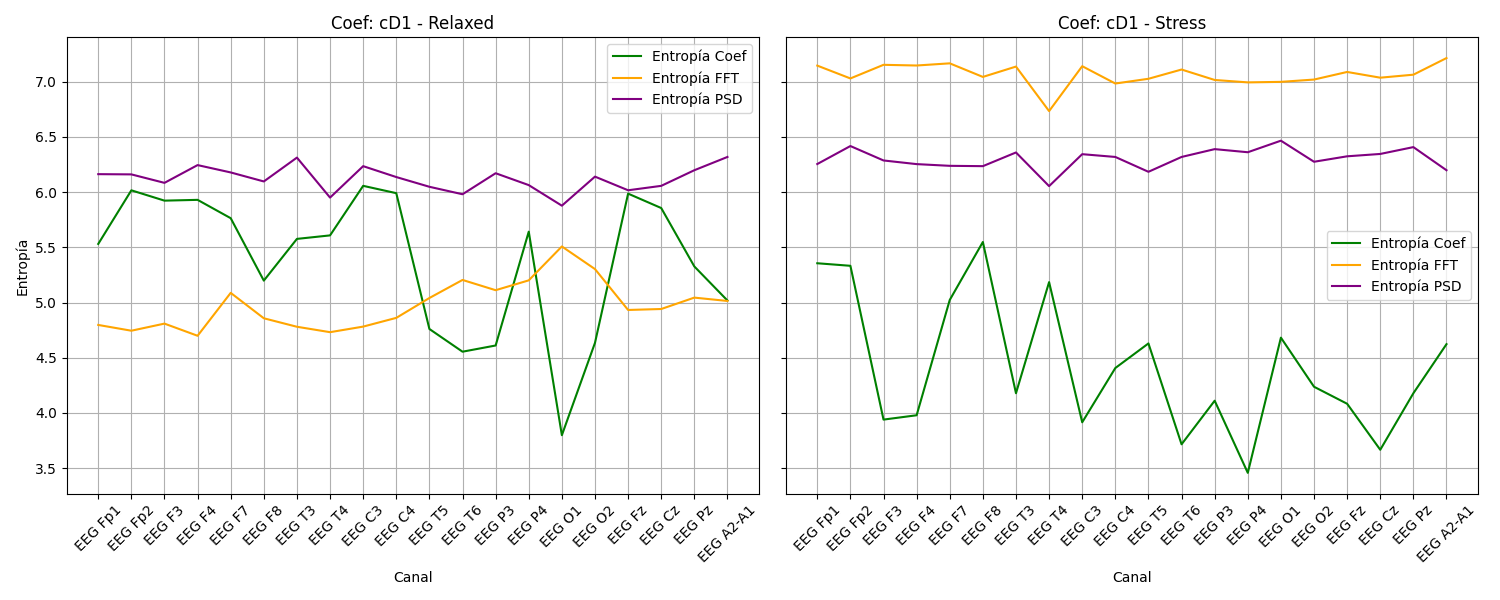 Coef: cD1 - Relaxed
Entropía
7.0
6.5
6.0
5.5
5.0
4.5
4.0
3.5
Entropía Coef
Entropía FFT
Entropía PSD
EEG Fp1
EEG Fp2
EEG F3
EEG F4
EEG F7
EEG F8
EEG T3
EEG T4
EEG C3
EEG C4
EEG T5
EEG T6
EEG P3
EEG P4
EEG O1
EEG O2
EEG Fz
EEG Cz
EEG Pz
EEG A2-A1
Canal
Coef: cD1 - Stress
Entropía Coef
Entropía FFT
Entropía PSD
EEG Fp1
EEG Fp2
EEG F3
EEG F4
EEG F7
EEG F8
EEG T3
EEG T4
EEG C3
EEG C4
EEG T5
EEG T6
EEG P3
EEG P4
EEG O1
EEG O2
EEG Fz
EEG Cz
EEG Pz
EEG A2-A1
Canal